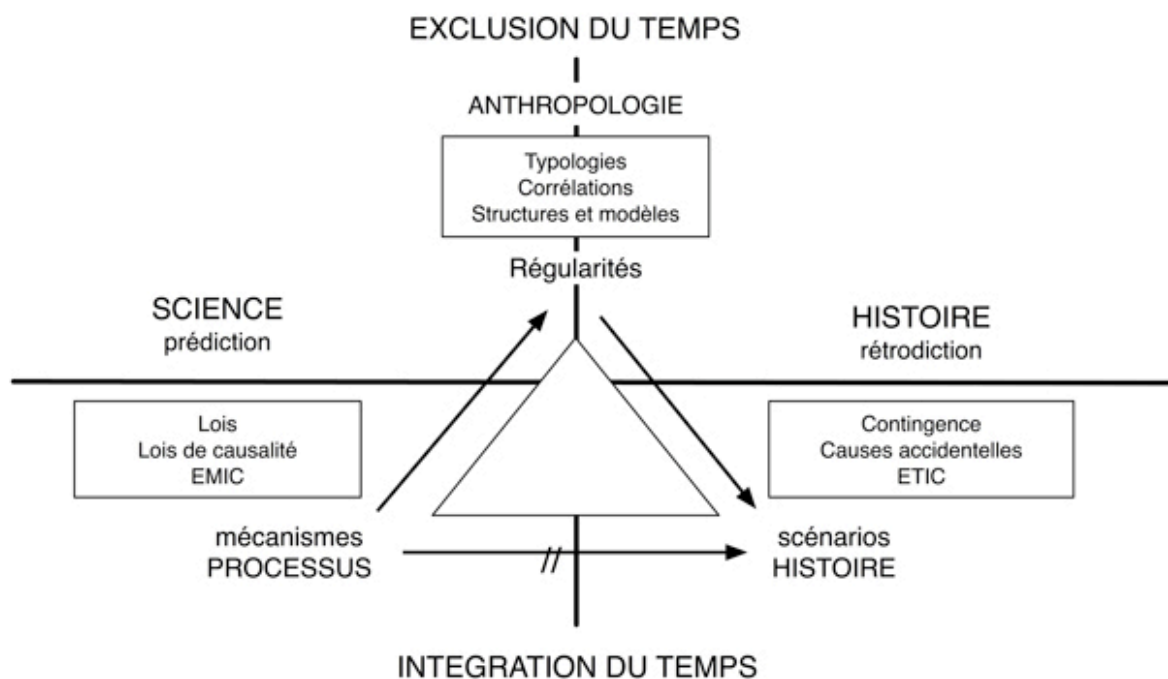 EXCLUSION DU TEMPS
ANTHROPOLOGIE
Typologies
Corrélations
Structures et modèles
Régularités
SCIENCE
prédiction
HISTOIRE
rétrodiction
Lois
Lois de causalité
EMIC
Contingence
Causes accidentelles
ETIC
mécanismes
PROCESSUS
//
scénarios
HISTOIRE
INTEGRATION DU TEMPS